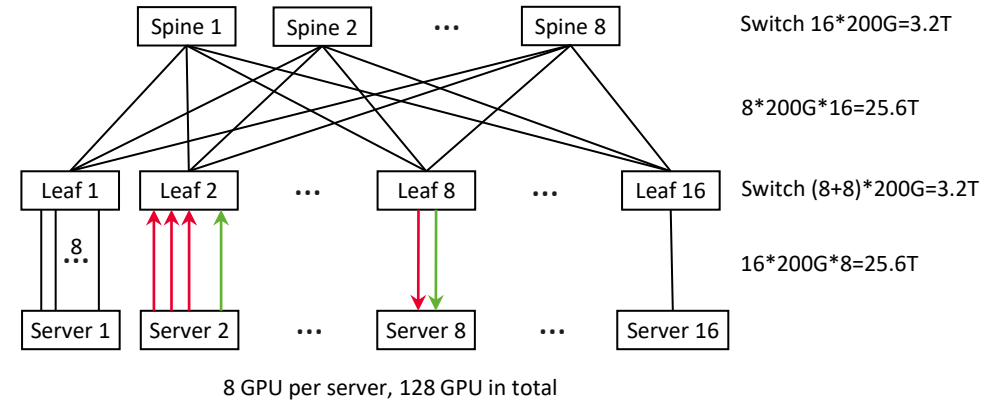 Spine 1 Spine 2 ... Spine 8 Switch 16*200G=3.2T
8*200G*16=25.6T
Leaf 1 Leaf 2 ... Leaf 8 ... Leaf 16 Switch (8+8)*200G=3.2T
8
...
16*200G*8=25.6T
Server 1 Server 2 ... Server 8 ... Server 16
8 GPU per server, 128 GPU in total